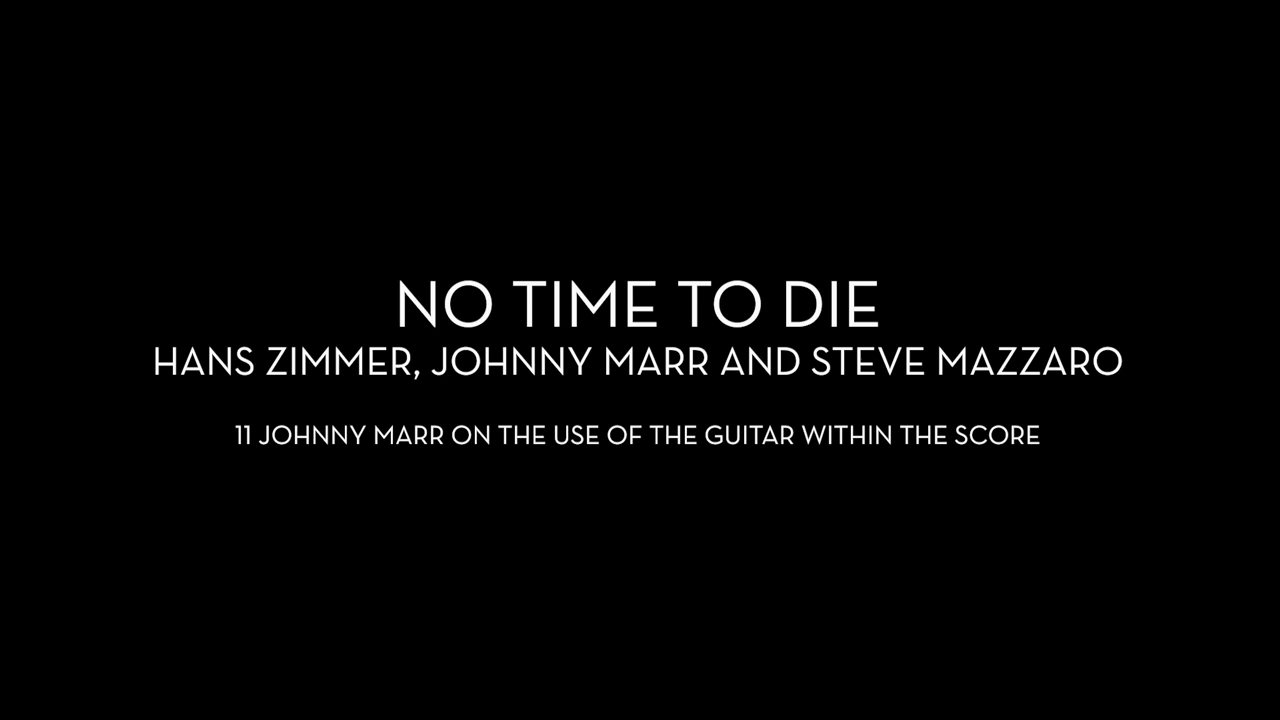 NO TIME TO DIE
HANS ZIMMER, JOHNNY MARR AND STEVE MAZZARO
11 JOHNNY MARR ON THE USE OF THE GUITAR WITHIN THE SCORE